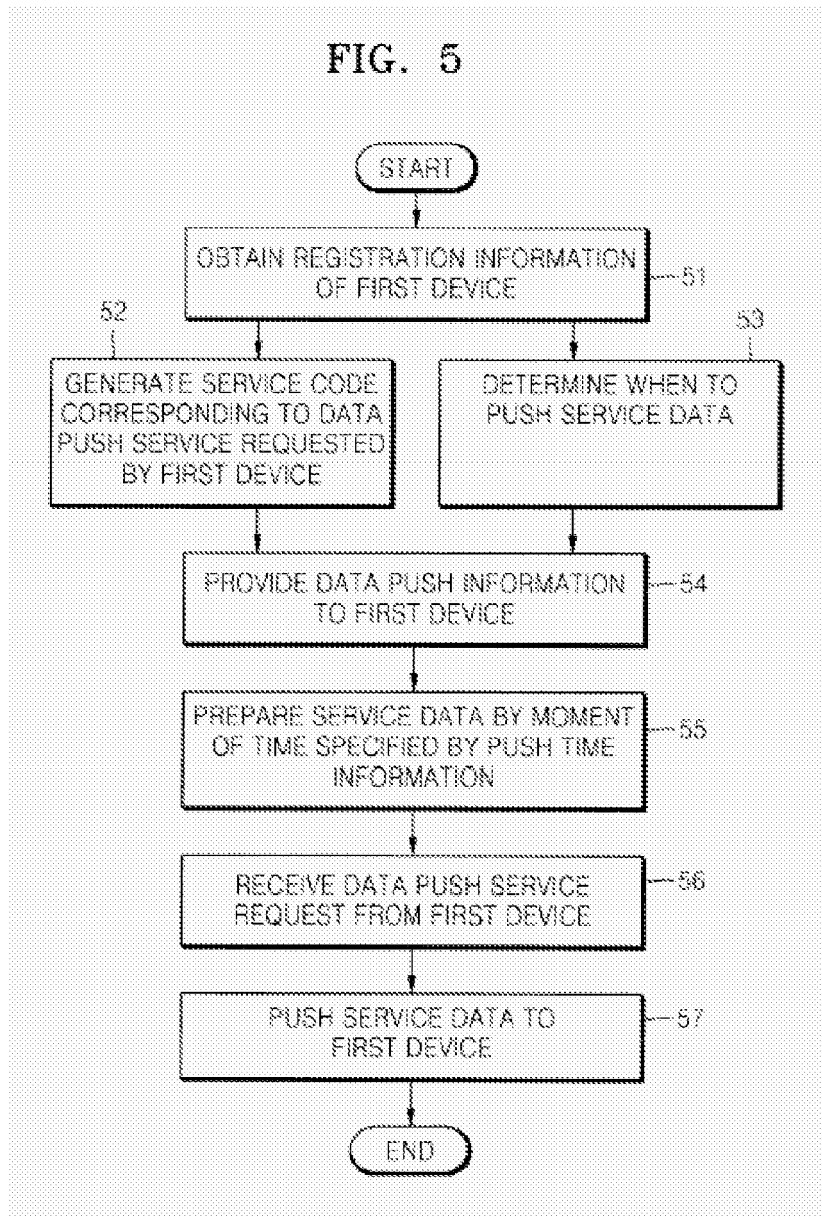 FIG. 5
START
OBTAIN REGISTRATION INFORMATION
OF FIRST DEVICE
51
52
GENERATE SERVICE CODE
CORRESPONDING TO DATA
PUSH SERVICE REQUESTED
BY FIRST DEVICE
53
DETERMINE WHEN TO
PUSH SERVICE DATA
PROVIDE DATA PUSH INFORMATION
TO FIRST DEVICE
54
PREPARE SERVICE DATA BY MOMENT
OF TIME SPECIFIED BY PUSH TIME
INFORMATION
55
RECEIVE DATA PUSH SERVICE
REQUEST FROM FIRST DEVICE
56
PUSH SERVICE DATA TO
FIRST DEVICE
57
END